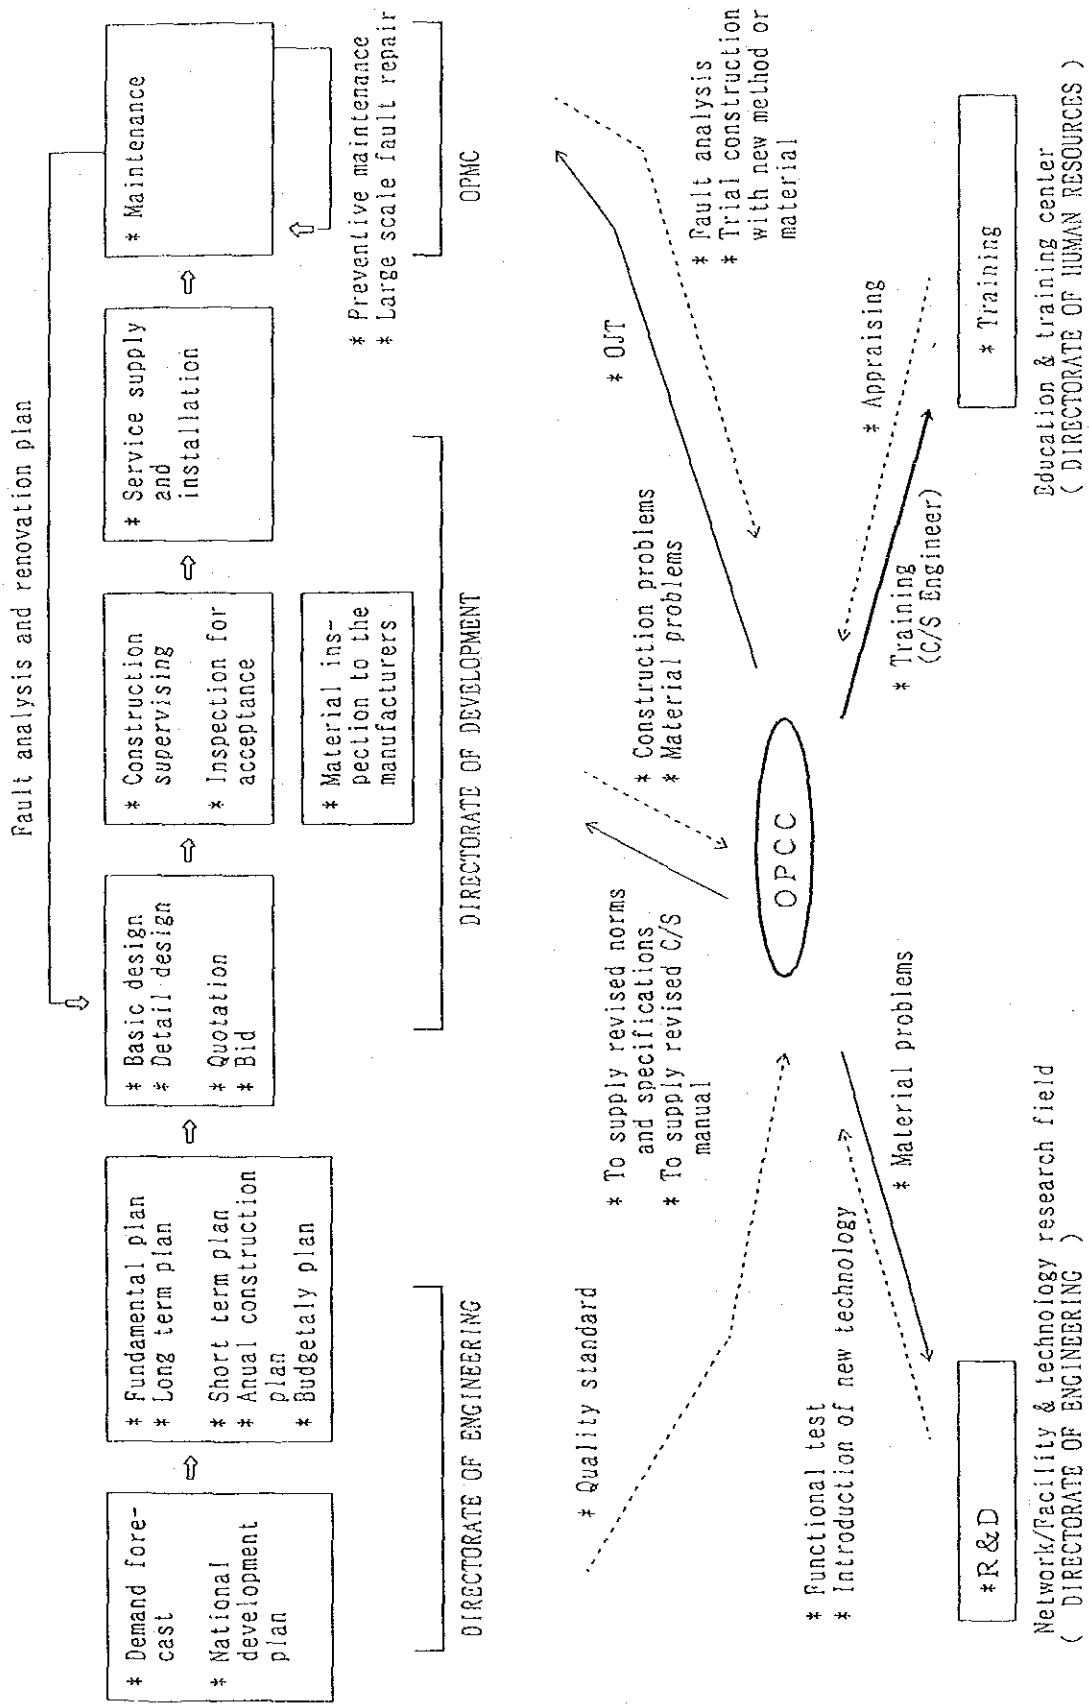 Fault analysis and renovation plan
* Demand fore-
cast
* National
development
plan
* Fundamental plan
* Long term plan
* Short term plan
* Anual construction
plan
* Budgetaly plan
* Basic design
* Detail design
* Quotation
* Bid
* Construction
supervising
* Inspection for
acceptance
* Material ins-
pection to the
manufacturers
* Service supply
and
installation
* Maintenance
* Preventive maintenance
* Large scale fault repair
DIRECTORATE OF ENGINEERING
DIRECTORATE OF DEVELOPMENT
OPMC
* Quality standard
* To supply revised norms
and specifications
* To supply revised C/S
manual
* Construction problems
* Material problems
* OJT
* Fault analysis
* Trial construction
with new method or
material
OPCC
* Functional test
* Introduction of new technology
* Material problems
* Training
(C/S Engineer)
* Appraising
*R&D
* Training
Network/Facility & technology research field
( DIRECTORATE OF ENGINEERING )
Education & training center
( DIRECTORATE OF HUMAN RESOURCES )